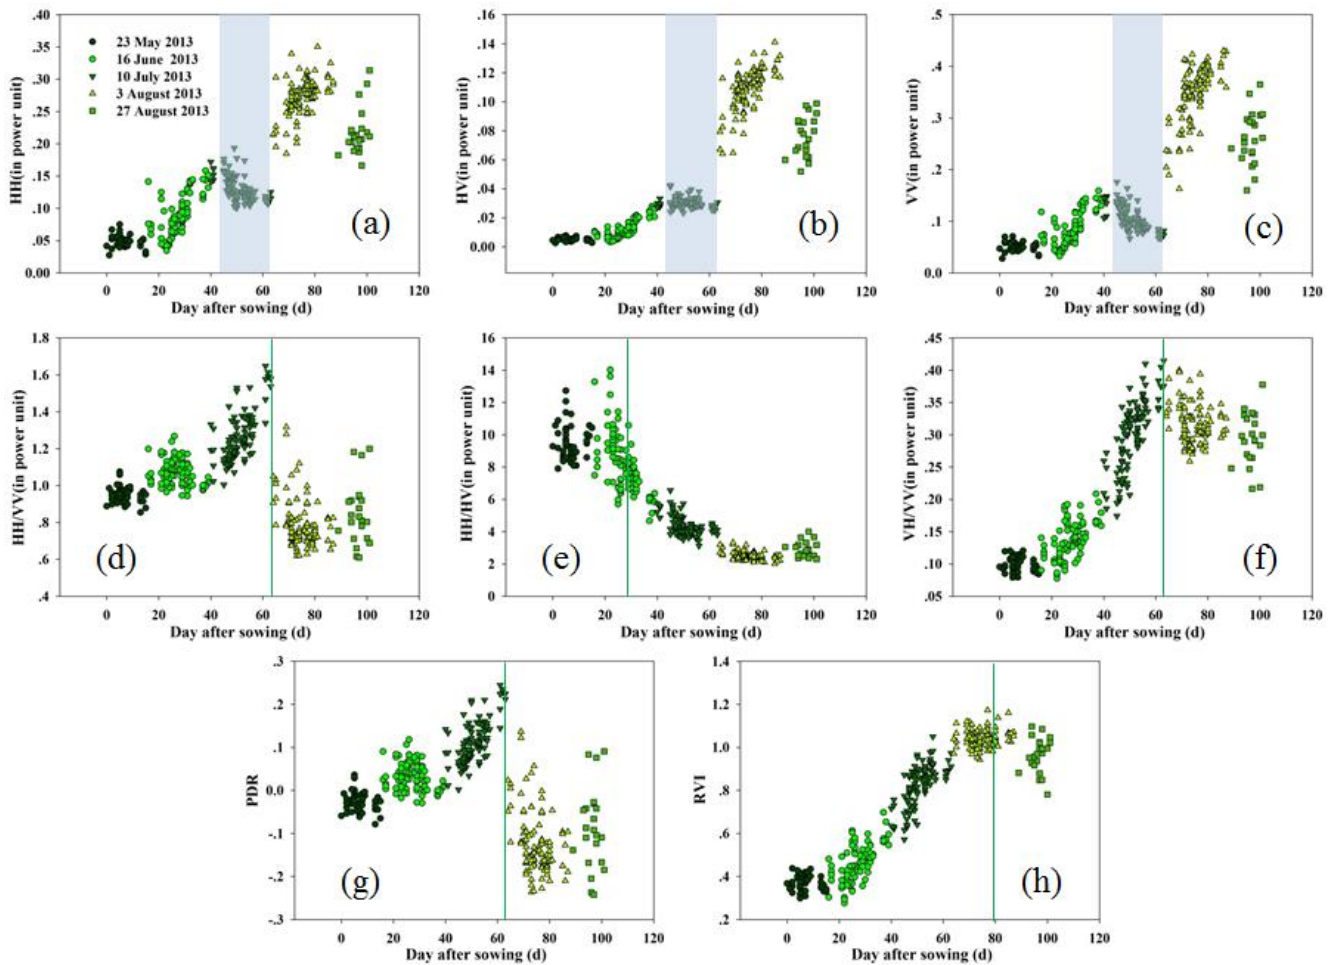 .40
.35
.30
.25
.20
.15
.10
.05
0.00
HH(in power unit)
23 May 2013
16 June 2013
10 July 2013
3 August 2013
27 August 2013
(a)
0 20 40 60 80 100 120
Day after sowing (d)
.16
.14
.12
.10
.08
.06
.04
.02
0.00
HV(in power unit)
(b)
0 20 40 60 80 100 120
Day after sowing (d)
.5
.4
.3
.2
.1
0.0
VV(in power unit)
(c)
0 20 40 60 80 100 120
Day after sowing (d)
1.8
1.6
1.4
1.2
1.0
.8
.6
.4
HH/VV(in power unit)
(d)
0 20 40 60 80 100 120
Day after sowing (d)
16
14
12
10
8
6
4
2
0
HH/HV(in power unit)
(e)
0 20 40 60 80 100 120
Day after sowing (d)
.45
.40
.35
.30
.25
.20
.15
.10
.05
VH/VV(in power unit)
(f)
0 20 40 60 80 100 120
Day after sowing (d)
.3
.2
.1
0.0
-.1
-.2
-.3
PDR
(g)
0 20 40 60 80 100 120
Day after sowing (d)
1.4
1.2
1.0
.8
.6
.4
.2
RVI
(h)
0 20 40 60 80 100 120
Day after sowing (d)